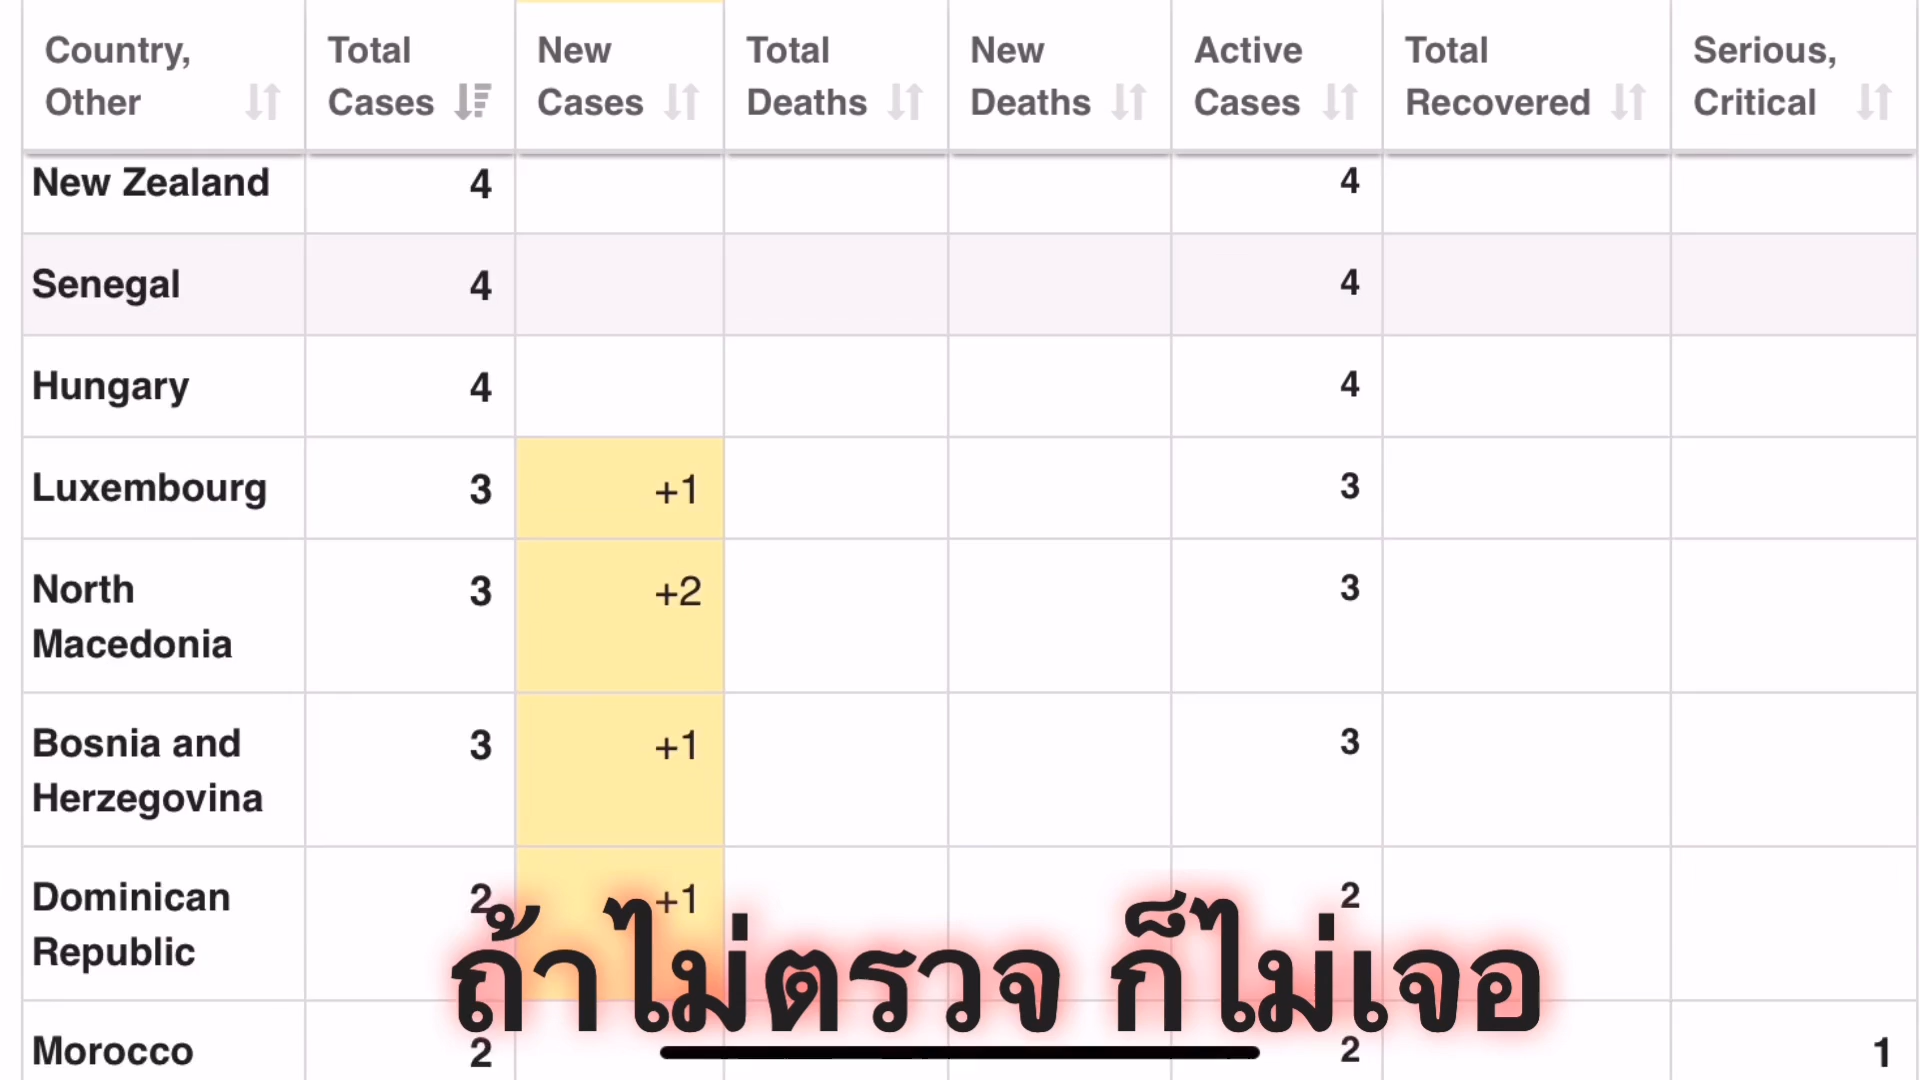 Country, Other Total Cases New Cases Total Deaths New Deaths Active Cases Total Recovered Serious, Critical
New Zealand 4 4
Senegal 4 4
Hungary 4 4
Luxembourg 3 +1 3
North Macedonia 3 +2 3
Bosnia and Herzegovina 3 +1 3
Dominican Republic 2 +1 2
Morocco 2 2 1
ถ้าไม่ตรวจ ก็ไม่เจอ